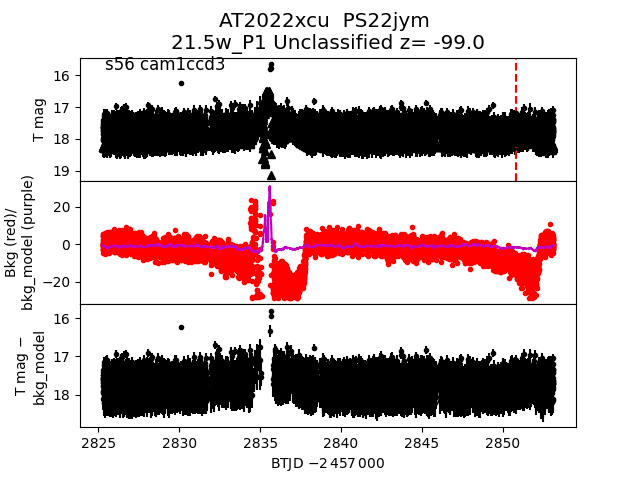 AT2022xcu  PS22jym
21.5w_P1 Unclassified z= -99.0
s56 cam1ccd3
T mag
16
17
18
19
Bkg (red)/
bkg_model (purple)
20
0
−20
T mag −
bkg_model
16
17
18
2825 2830 2835 2840 2845 2850
BTJD −2 457 000